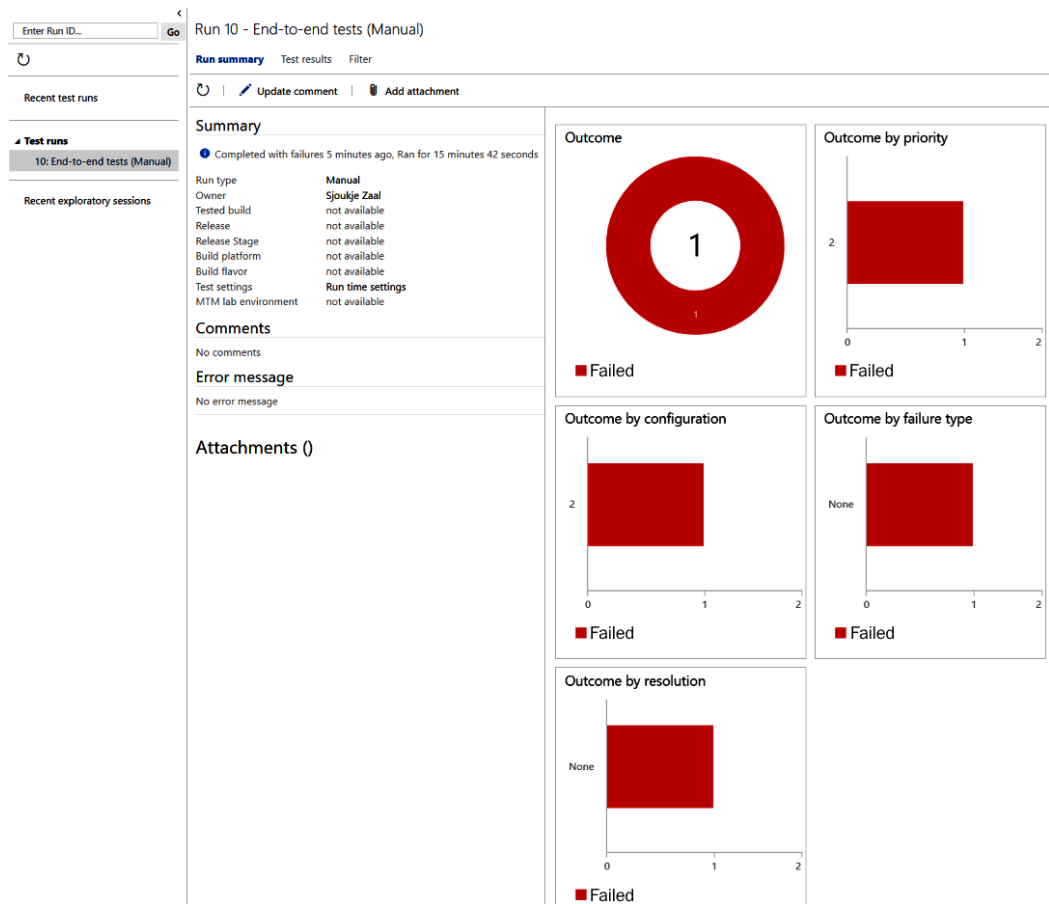 Enter Run ID... Go
Recent test runs
Test runs
10: End-to-end tests (Manual)
Recent exploratory sessions
Run 10 - End-to-end tests (Manual)
Run summary Test results Filter
Update comment Add attachment
Summary
Completed with failures 5 minutes ago, Ran for 15 minutes 42 seconds
Run type Manual
Owner Sjoukje Zaal
Tested build not available
Release not available
Release Stage not available
Build platform not available
Build flavor not available
Test settings Run time settings
MTM lab environment not available
Comments
No comments
Error message
No error message
Attachments ()
Outcome
1
1
Failed
Outcome by priority
2
0 1 2
Failed
Outcome by configuration
2
0 1 2
Failed
Outcome by failure type
None
0 1 2
Failed
Outcome by resolution
None
0 1 2
Failed